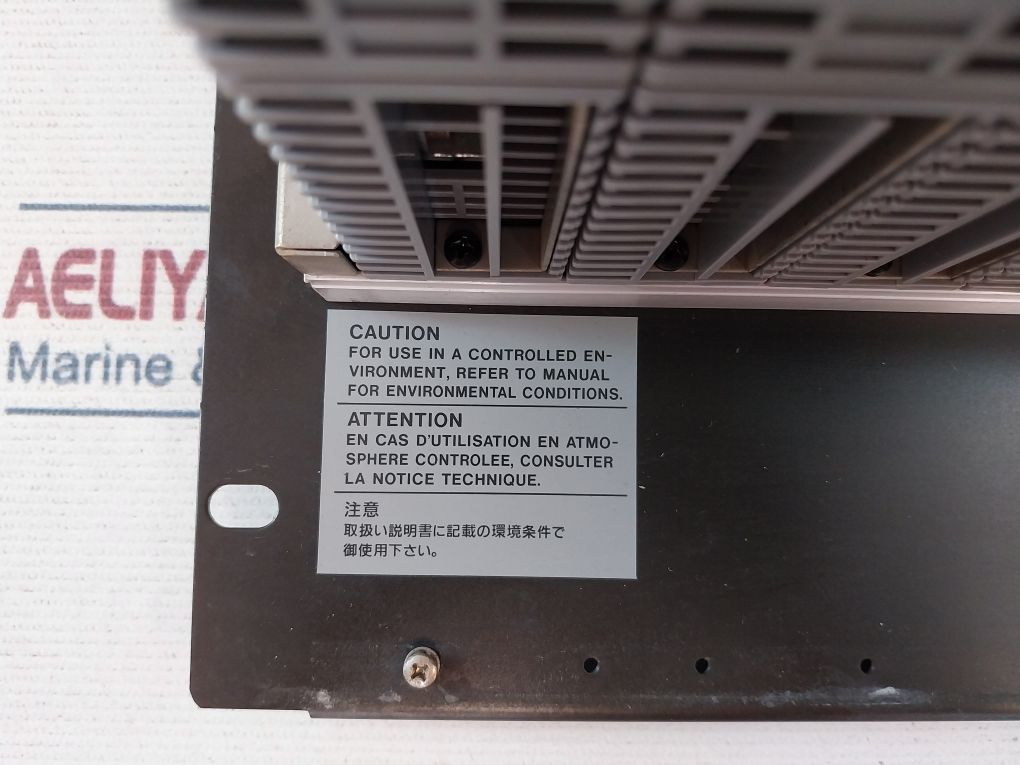 AELIY
Marine &
CAUTION
FOR USE IN A CONTROLLED EN-
VIRONMENT, REFER TO MANUAL
FOR ENVIRONMENTAL CONDITIONS.
ATTENTION
EN CAS D'UTILISATION EN ATMO-
SPHERE CONTROLEE, CONSULTER
LA NOTICE TECHNIQUE.
注意
取扱い説明書に記載の環境条件で
御使用下さい。